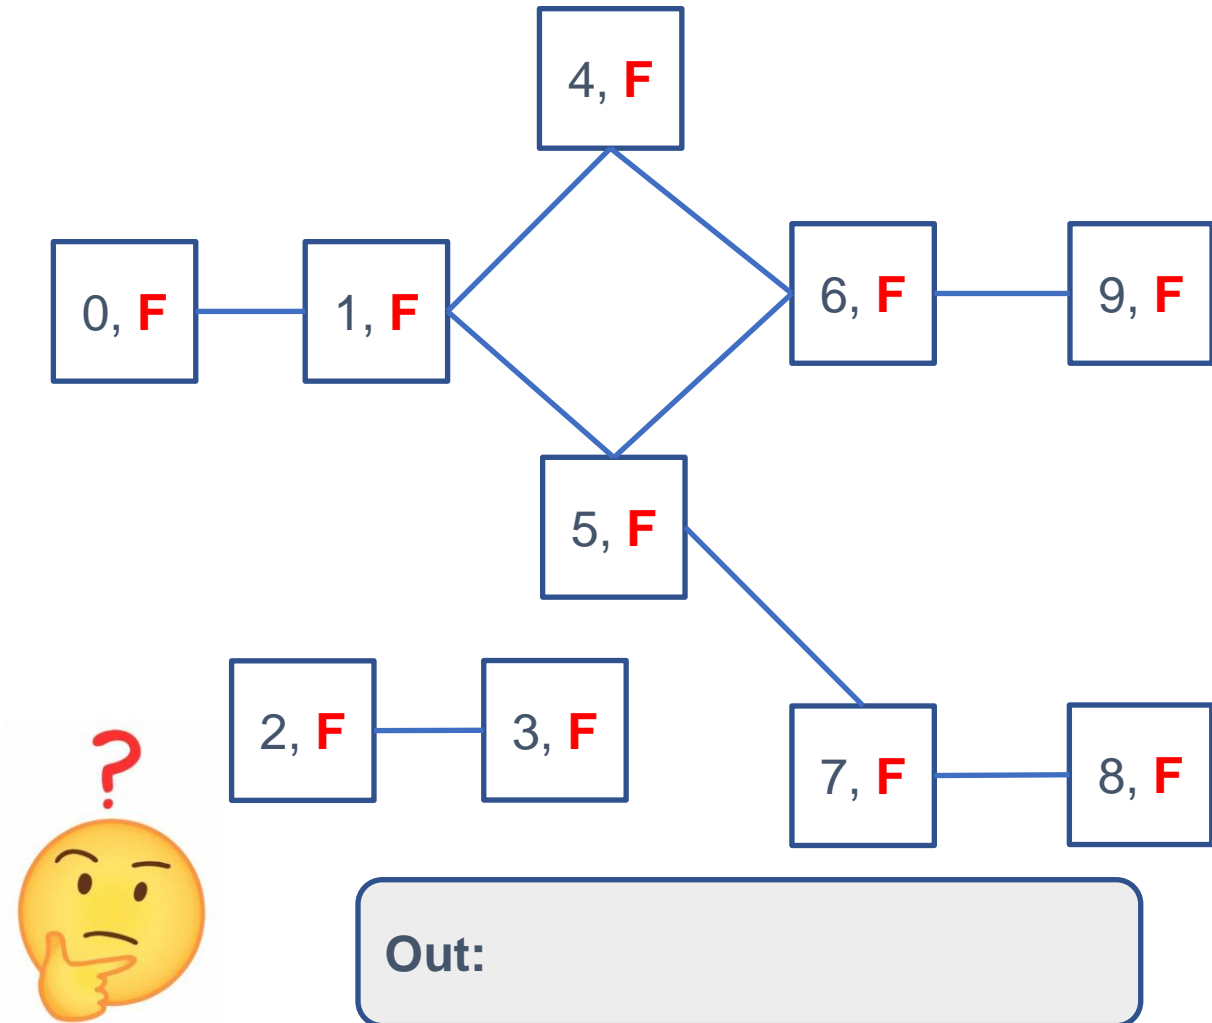 4, F
0, F
1, F
6, F
9, F
5, F
2, F
3, F
7, F
8, F
?
Out: